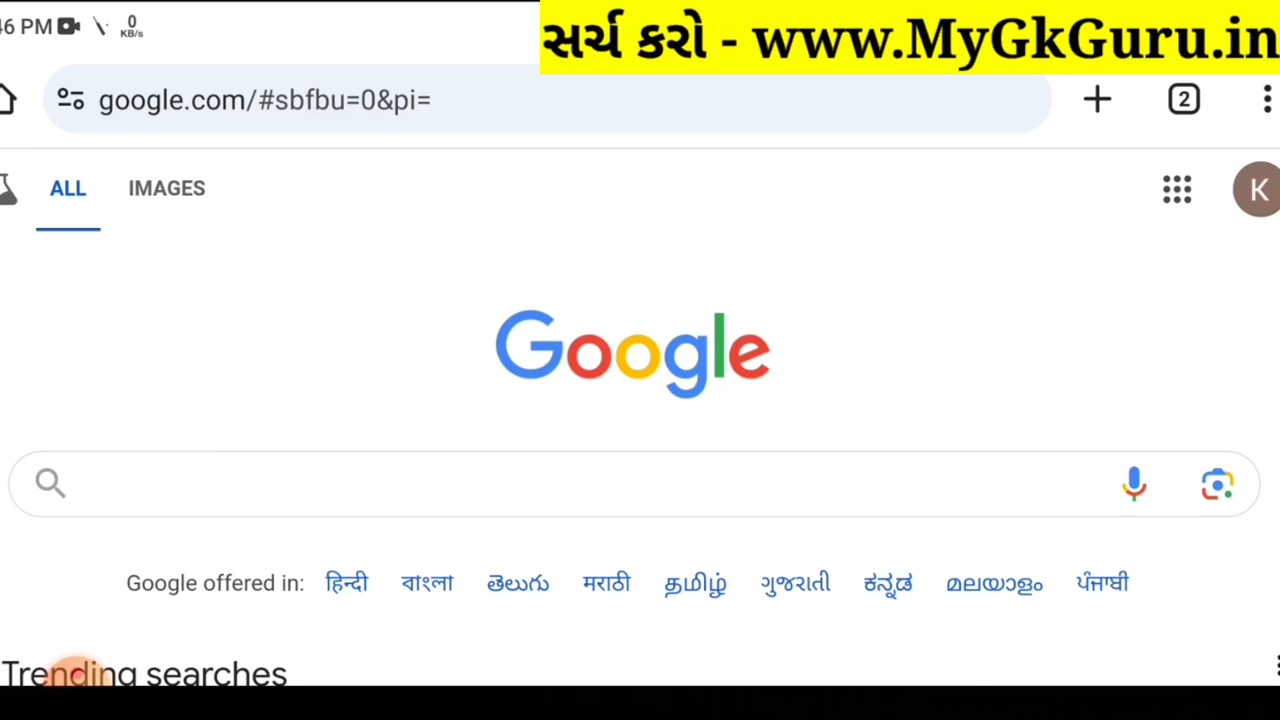 46 PM 0 KB/s
સર્ચ કરો - www.MyGkGuru.in
google.com/#sbfbu=0&pi=
2
ALL IMAGES
K
Google
Google offered in: हिन्दी বাংলা తెలుగు मराठी தமிழ் ગુજરાતી ಕನ್ನಡ മലയാളം ਪੰਜਾਬੀ
Trending searches